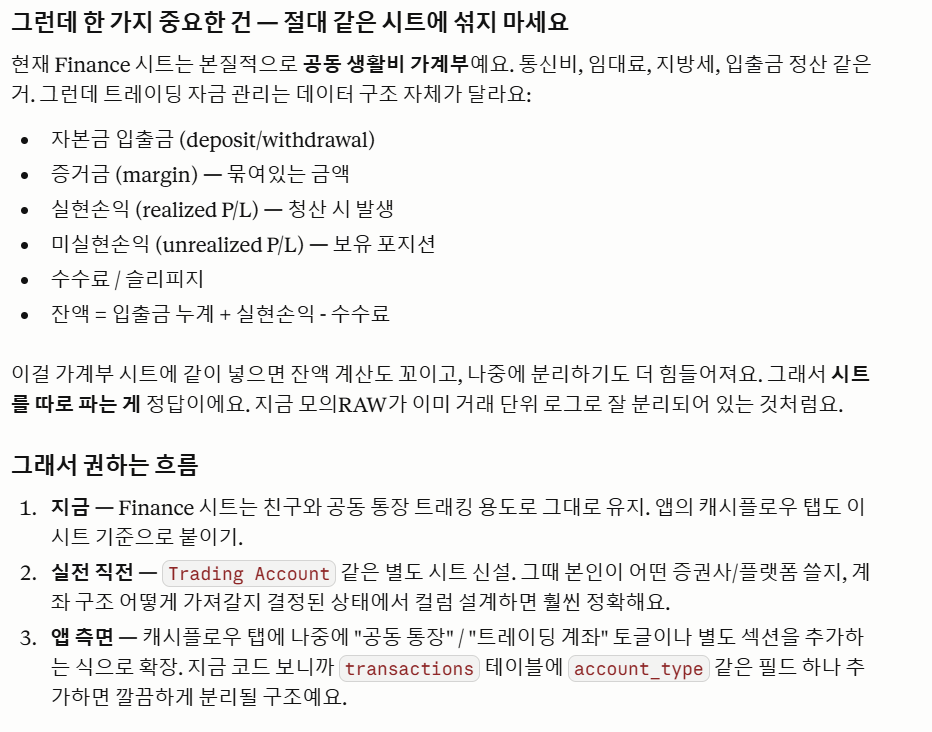 그런데 한 가지 중요한 건 — 절대 같은 시트에 섞지 마세요
현재 Finance 시트는 본질적으로 공동 생활비 가계부예요. 통신비, 임대료, 지방세, 입출금 정산 같은
거. 그런데 트레이딩 자금 관리는 데이터 구조 자체가 달라요:
• 자본금 입출금 (deposit/withdrawal)
• 증거금 (margin) — 묶여있는 금액
• 실현손익 (realized P/L) — 청산 시 발생
• 미실현손익 (unrealized P/L) — 보유 포지션
• 수수료 / 슬리피지
• 잔액 = 입출금 누계 + 실현손익 - 수수료
이걸 가계부 시트에 같이 넣으면 잔액 계산도 꼬이고, 나중에 분리하기도 더 힘들어져요. 그래서 시트
를 따로 파는 게 정답이에요. 지금 모의RAW가 이미 거래 단위 로그로 잘 분리되어 있는 것처럼요.
그래서 권하는 흐름
1. 지금 — Finance 시트는 친구와 공동 통장 트래킹 용도로 그대로 유지. 앱의 캐시플로우 탭도 이
시트 기준으로 붙이기.
2. 실전 직전 — Trading Account 같은 별도 시트 신설. 그때 본인이 어떤 증권사/플랫폼 쓸지, 계
좌 구조 어떻게 가져갈지 결정된 상태에서 컬럼 설계하면 훨씬 정확해요.
3. 앱 측면 — 캐시플로우 탭에 나중에 "공동 통장" / "트레이딩 계좌" 토글이나 별도 섹션을 추가하
는 식으로 확장. 지금 코드 보니까 transactions 테이블에 account_type 같은 필드 하나 추
가하면 깔끔하게 분리될 구조예요.